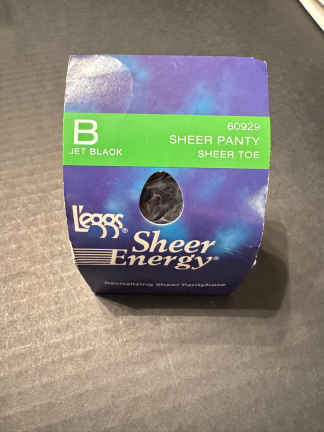 B
JET BLACK
60929
SHEER PANTY
SHEER TOE
L'eggs®
Sheer
Energy®
Revitalizing Sheer Pantyhose